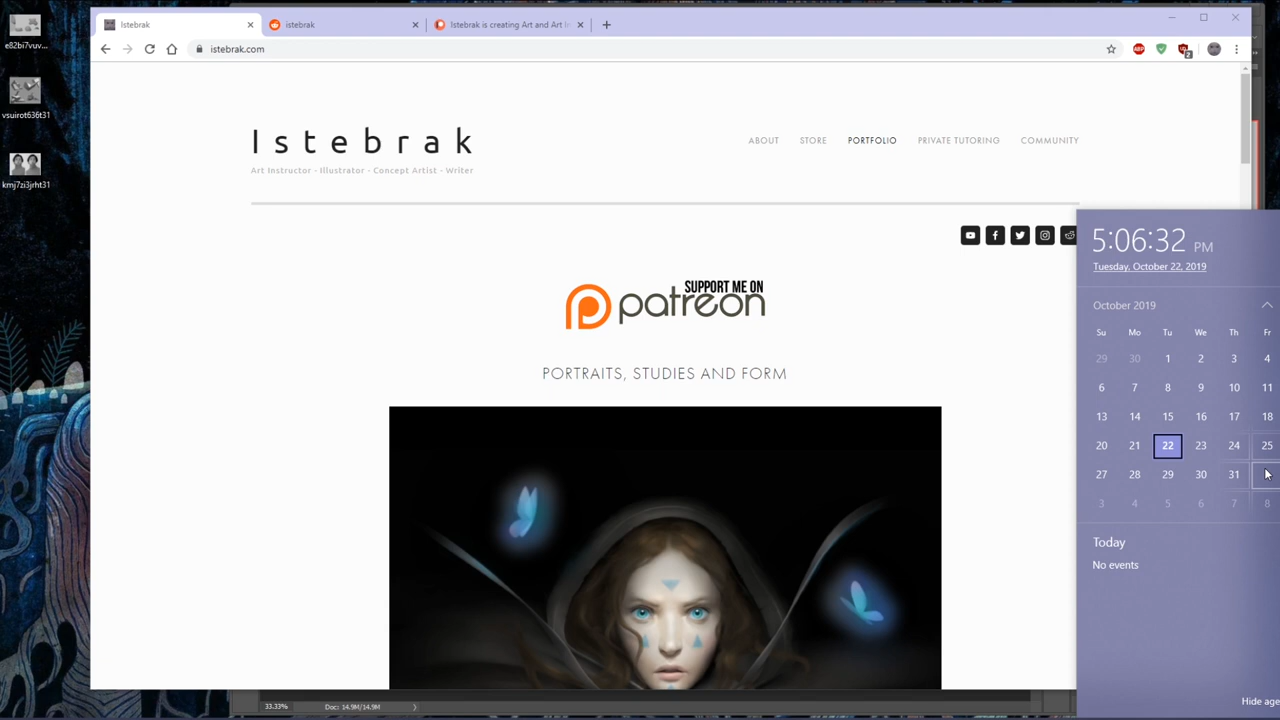 e82bi7vuv...
vsuirot636t31
kmj7zi3jrht31
Istebrak
istebrak
Istebrak is creating Art and Art In
istebrak.com
ABP
2
Istebrak
Art Instructor - Illustrator - Concept Artist - Writer
ABOUT STORE PORTFOLIO PRIVATE TUTORING COMMUNITY
SUPPORT ME ON
patreon
PORTRAITS, STUDIES AND FORM
5:06:32 PM
Tuesday, October 22, 2019
October 2019
Su Mo Tu We Th Fr
29 30 1 2 3 4
6 7 8 9 10 11
13 14 15 16 17 18
20 21 22 23 24 25
27 28 29 30 31
3 4 5 6 7 8
Today
No events
Hide age
33.33% Doc: 14.9M/14.9M